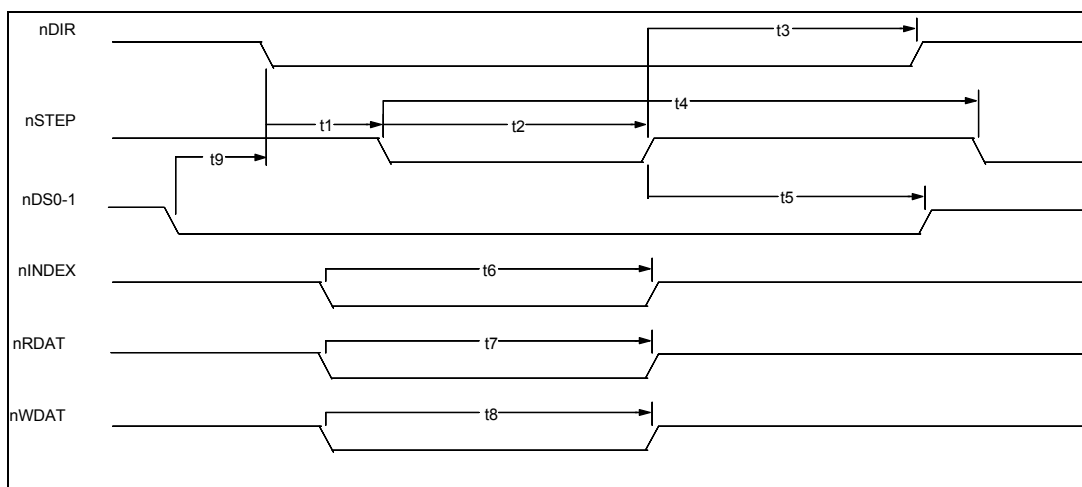 nDIR
t3
t4
nSTEP
t1
t2
t9
nDS0-1
t5
nINDEX
t6
nRDAT
t7
nWDAT
t8